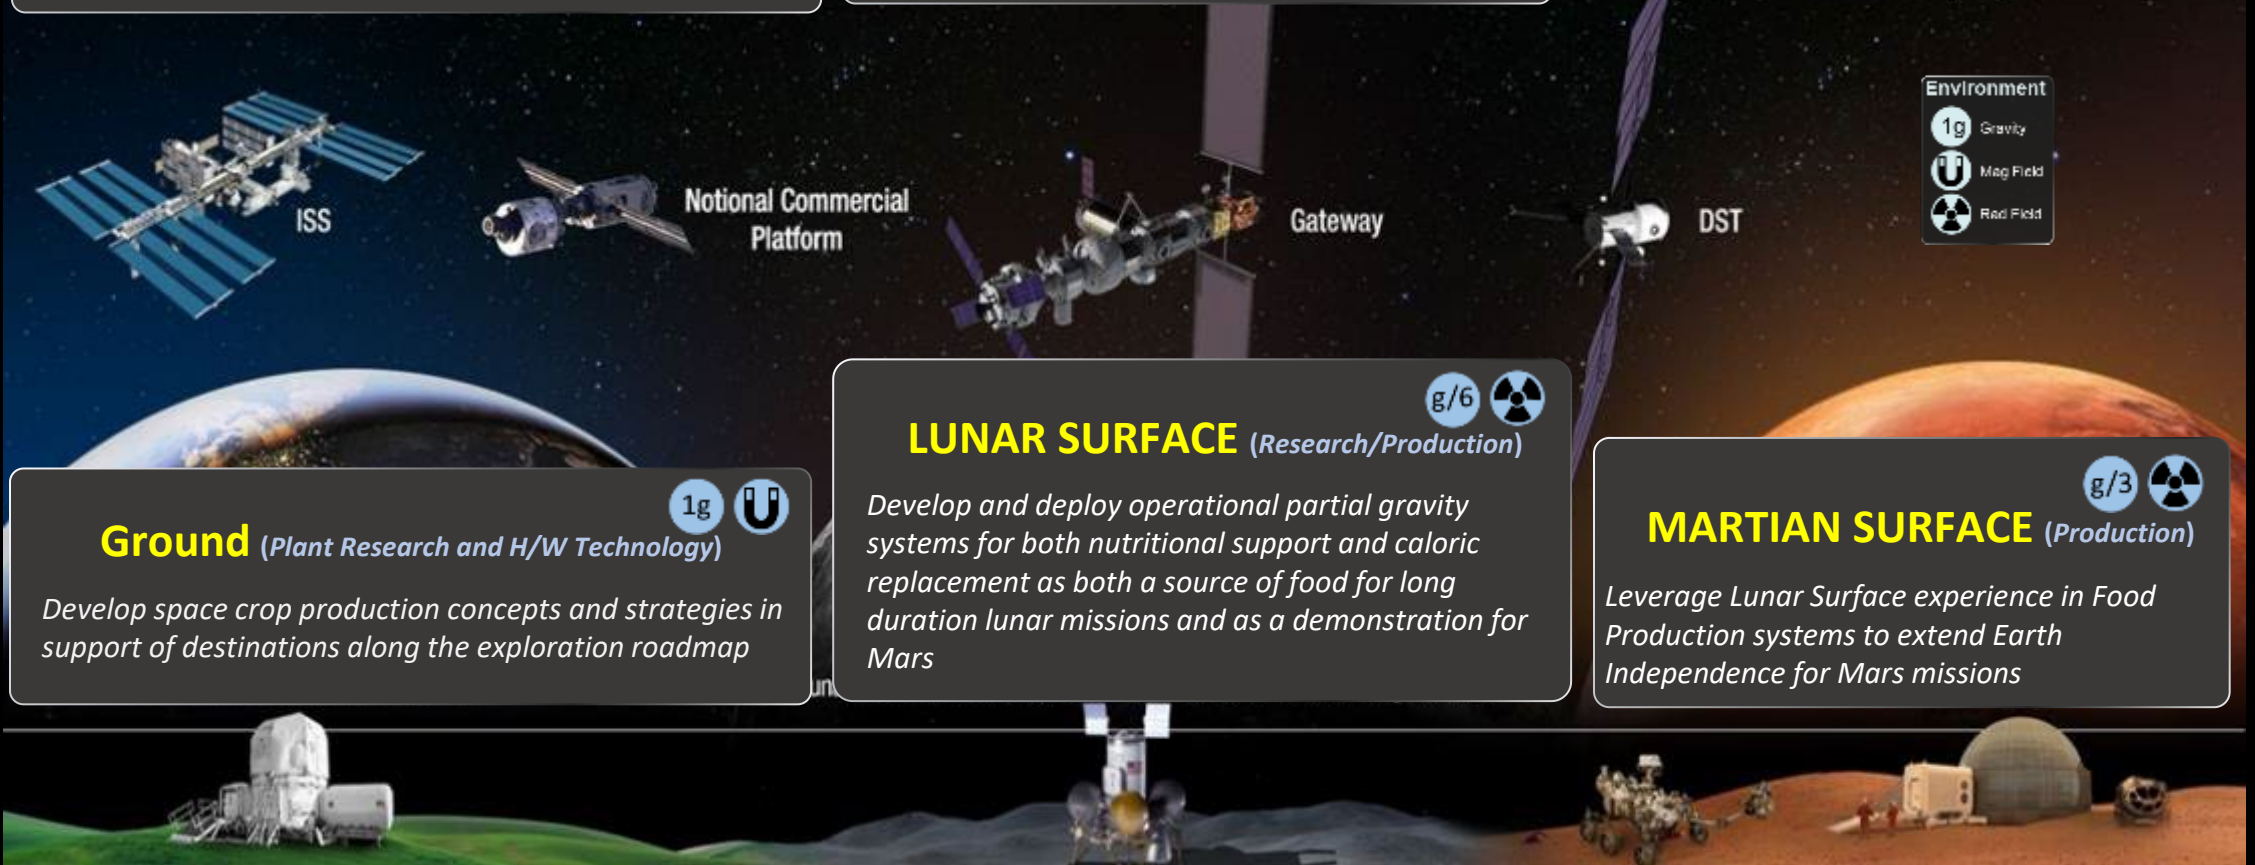 Environment
1g Gravity
Mag Field
Rad Field
ISS
Notional Commercial
Platform
Gateway
DST
1g
Ground (Plant Research and H/W Technology)
Develop space crop production concepts and strategies in
support of destinations along the exploration roadmap
g/6
LUNAR SURFACE (Research/Production)
Develop and deploy operational partial gravity
systems for both nutritional support and caloric
replacement as both a source of food for long
duration lunar missions and as a demonstration for
Mars
g/3
MARTIAN SURFACE (Production)
Leverage Lunar Surface experience in Food
Production systems to extend Earth
Independence for Mars missions